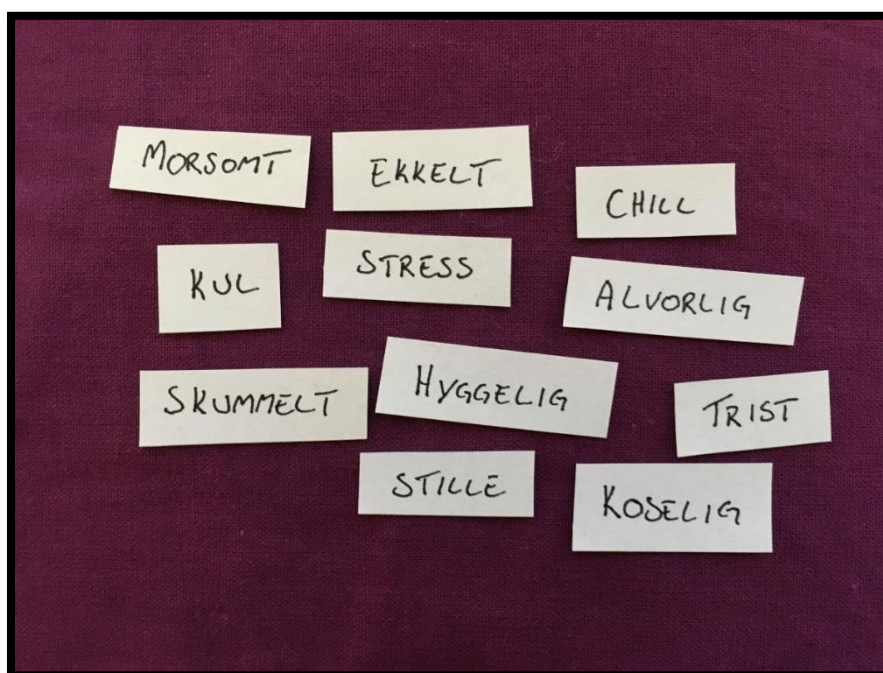 MORSOMT
EKKELT
CHILL
KUL
STRESS
ALVORLIG
SKUMMELT
HYGGELIG
TRIST
STILLE
KOSELIG